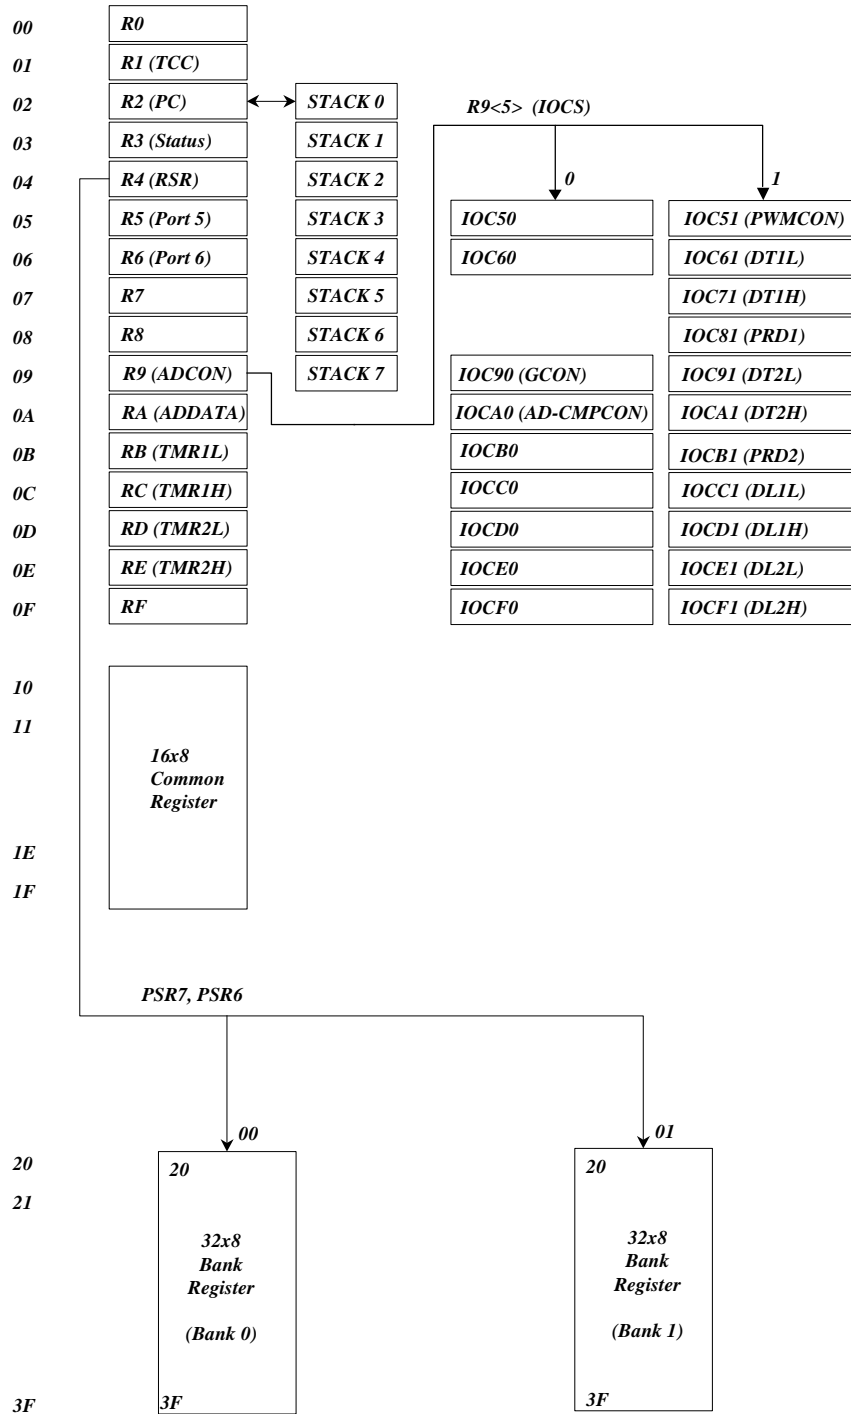 00 R0
01 R1 (TCC)
02 R2 (PC) STACK 0 R9<5> (IOCS)
03 R3 (Status) STACK 1
04 R4 (RSR) STACK 2 0 1
05 R5 (Port 5) STACK 3 IOC50 IOC51 (PWMCON)
06 R6 (Port 6) STACK 4 IOC60 IOC61 (DT1L)
07 R7 STACK 5 IOC71 (DT1H)
08 R8 STACK 6 IOC81 (PRD1)
09 R9 (ADCON) STACK 7 IOC90 (GCON) IOC91 (DT2L)
0A RA (ADDATA) IOCA0 (AD-CMPCON) IOCA1 (DT2H)
0B RB (TMR1L) IOCB0 IOCB1 (PRD2)
0C RC (TMR1H) IOCC0 IOCC1 (DL1L)
0D RD (TMR2L) IOCD0 IOCD1 (DL1H)
0E RE (TMR2H) IOCE0 IOCE1 (DL2L)
0F RF IOCF0 IOCF1 (DL2H)
10
11
16x8
Common
Register
1E
1F
PSR7, PSR6
00 01
20 20 20
21
32x8 32x8
Bank Bank
Register Register
(Bank 0) (Bank 1)
3F 3F 3F